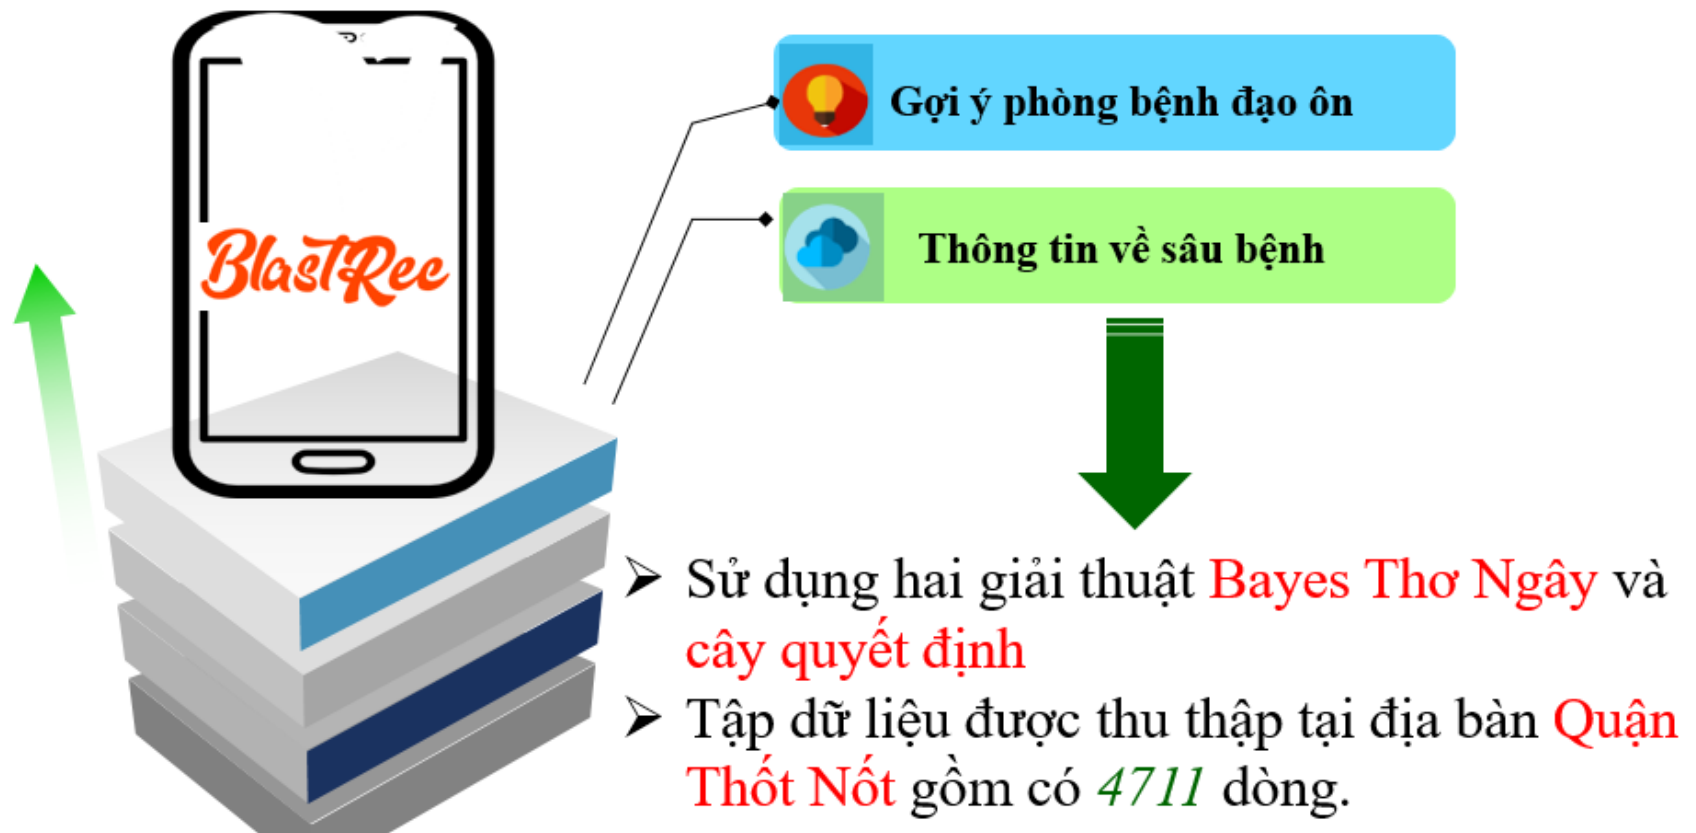 BlastRec
Gợi ý phòng bệnh đạo ôn
Thông tin về sâu bệnh
Sử dụng hai giải thuật Bayes Thơ Ngây và
cây quyết định
Tập dữ liệu được thu thập tại địa bàn Quận
Thốt Nốt gồm có 4711 dòng.